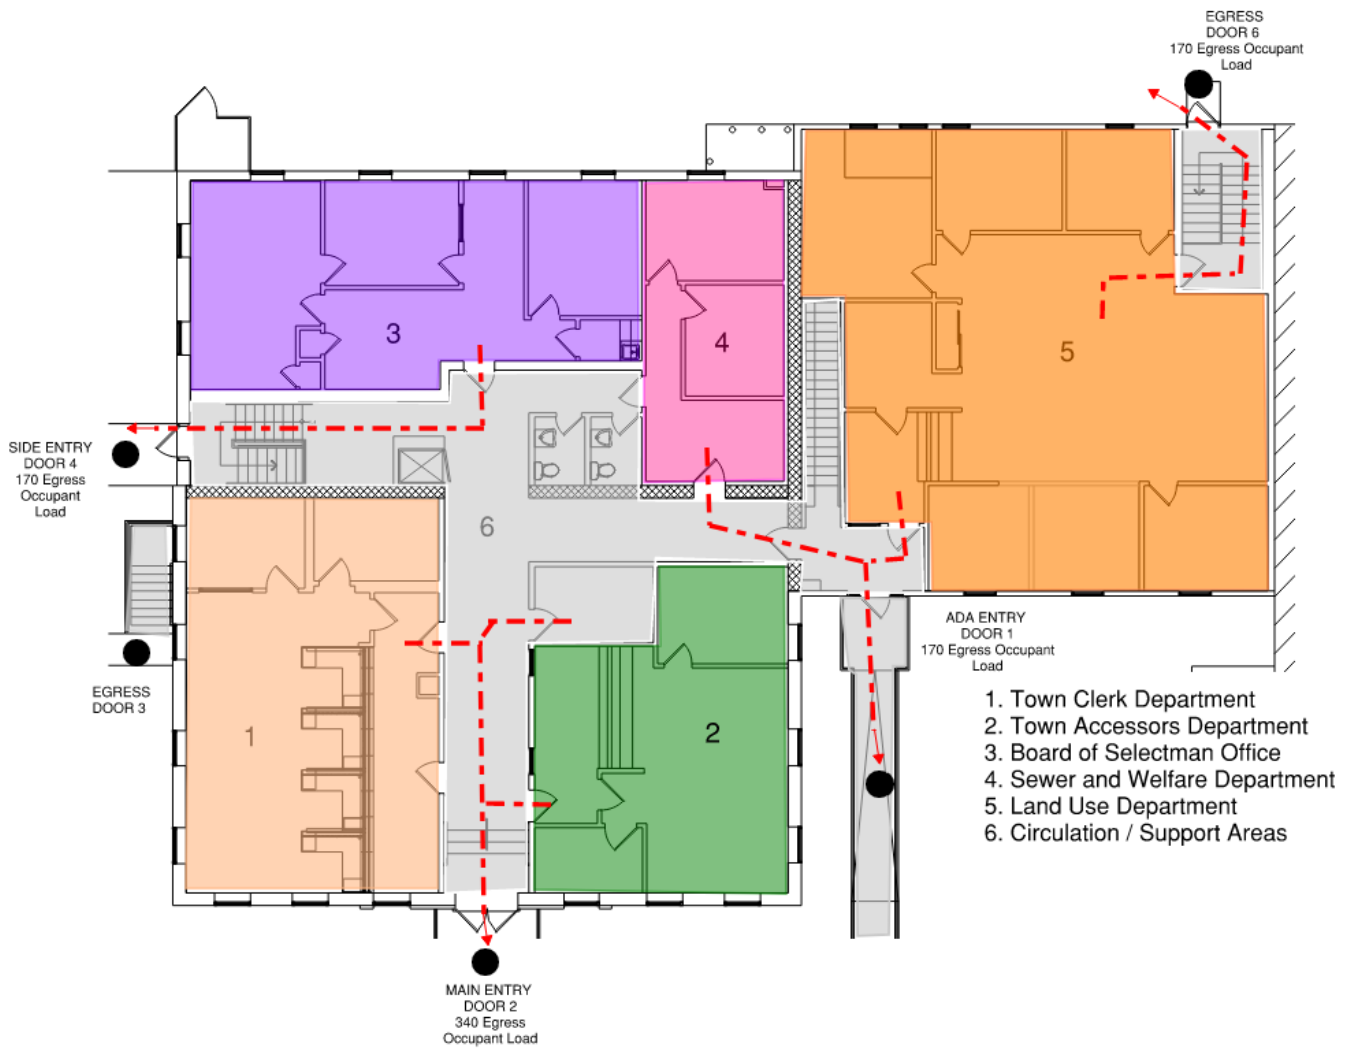 EGRESS
DOOR 6
170 Egress Occupant
Load
3
4
5
SIDE ENTRY
DOOR 4
170 Egress
Occupant
Load
6
EGRESS
DOOR 3
1
2
ADA ENTRY
DOOR 1
170 Egress Occupant
Load
1. Town Clerk Department
2. Town Accessors Department
3. Board of Selectman Office
4. Sewer and Welfare Department
5. Land Use Department
6. Circulation / Support Areas
MAIN ENTRY
DOOR 2
340 Egress
Occupant Load